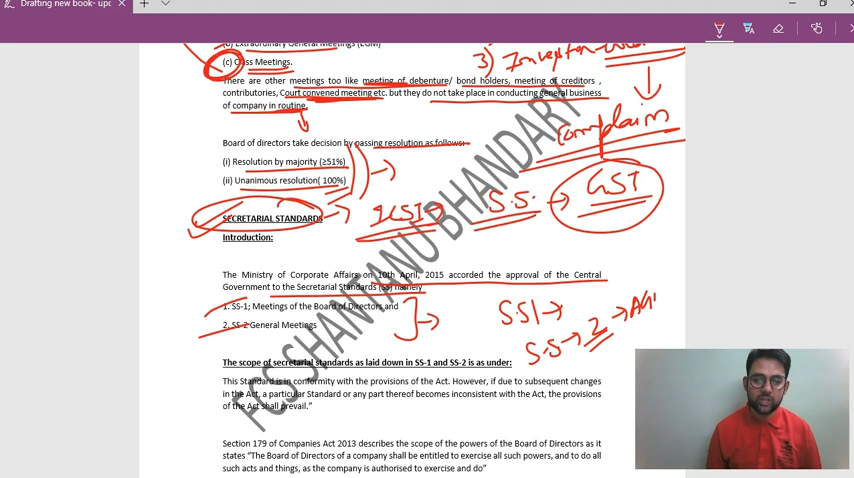 Drafting new book- upd
(b) Extraordinary General Meetings (EGM)
3) Investor
(c) Class Meetings.
There are other meetings too like meeting of debenture/ bond holders, meeting of creditors ,
contributories, Court convened meeting etc. but they do not take place in conducting general business
of company in routine.
Complain
Board of directors take decision by passing resolution as follows:
(i) Resolution by majority (≥51%)
(ii) Unanimous resolution( 100%)
SECRETARIAL STANDARDS
ICSI
S.S.
GST
Introduction:
The Ministry of Corporate Affairs on 10th April, 2015 accorded the approval of the Central
Government to the Secretarial Standards (SS) namely
1. SS-1; Meetings of the Board of Directors and
S.S1
2. SS-2 General Meetings
S.S → 2
The scope of secretarial standards as laid down in SS-1 and SS-2 is as under:
This Standard is in conformity with the provisions of the Act. However, if due to subsequent changes
in the Act, a particular Standard or any part thereof becomes inconsistent with the Act, the provisions
of the Act shall prevail.”
Section 179 of Companies Act 2013 describes the scope of the powers of the Board of Directors as it
states “The Board of Directors of a company shall be entitled to exercise all such powers, and to do all
such acts and things, as the company is authorised to exercise and do”
FCS SHANTANU BHANDARY